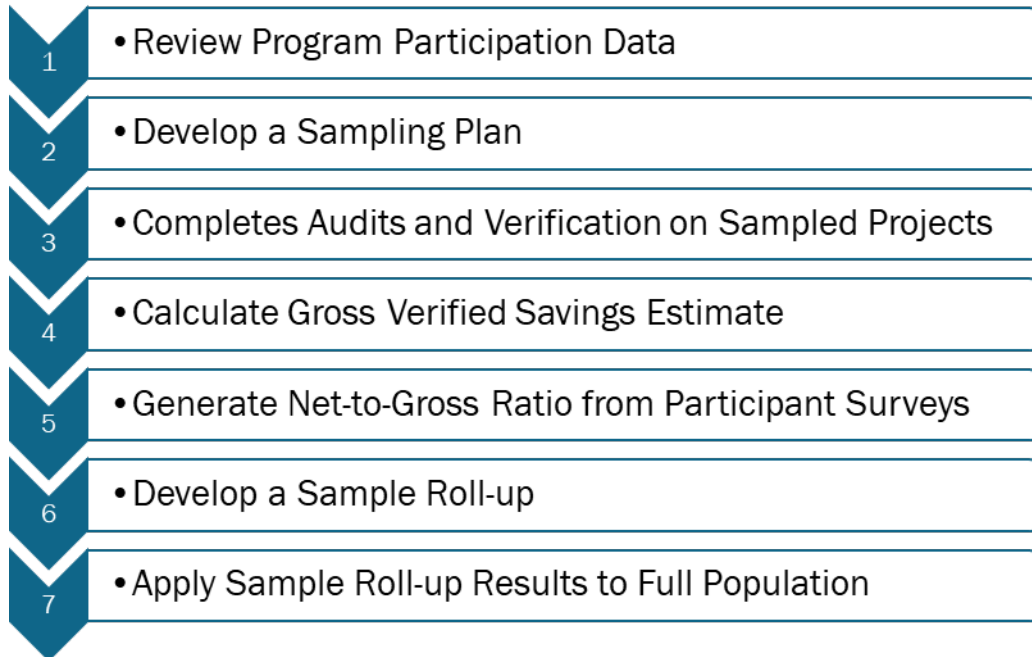 1
•Review Program Participation Data
2
•Develop a Sampling Plan
3
•Completes Audits and Verification on Sampled Projects
4
•Calculate Gross Verified Savings Estimate
5
•Generate Net-to-Gross Ratio from Participant Surveys
6
•Develop a Sample Roll-up
7
•Apply Sample Roll-up Results to Full Population